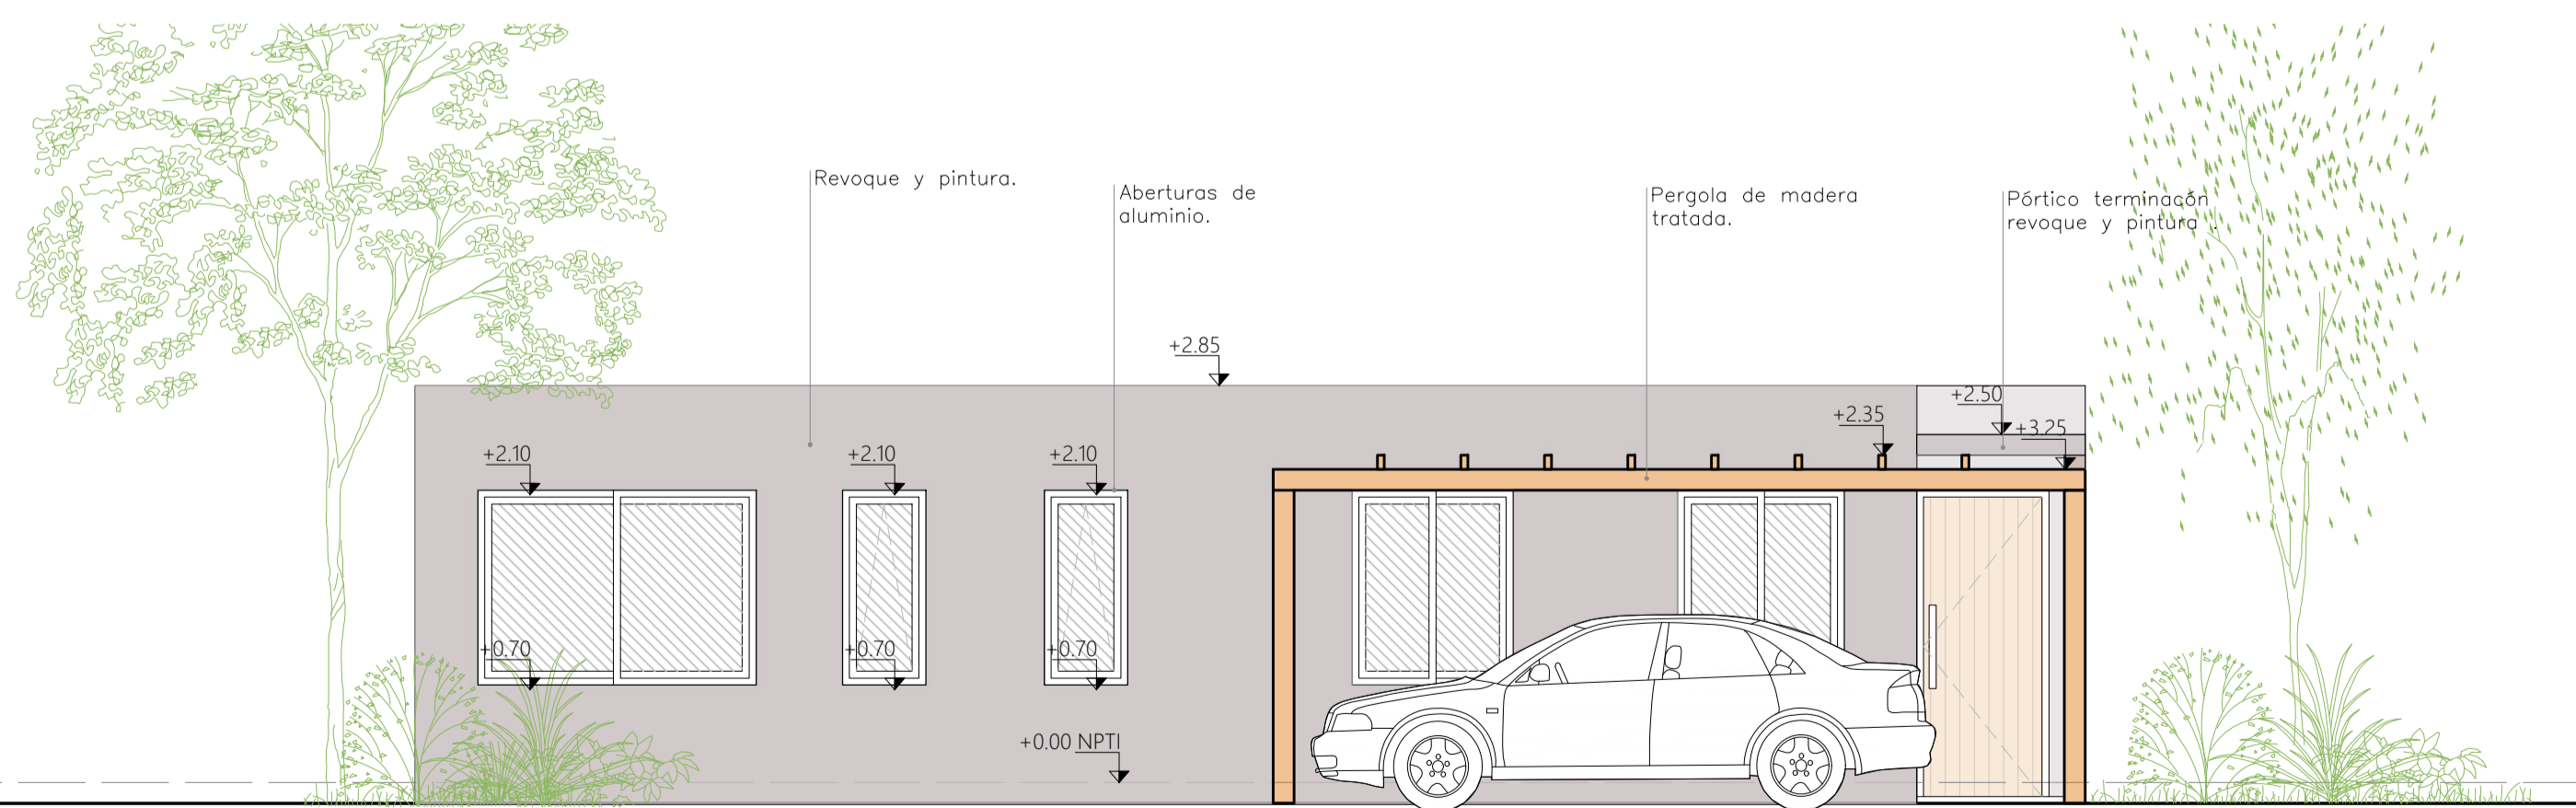 Revoque y pintura.
Aberturas de
aluminio.
Pergola de madera
tratada.
Pórtico terminacón
revoque y pintura .
+2.85
+2.50
+2.35
+3.25
+2.10
+2.10
+2.10
+0.70
+0.70
+0.70
+0.00 NPTI